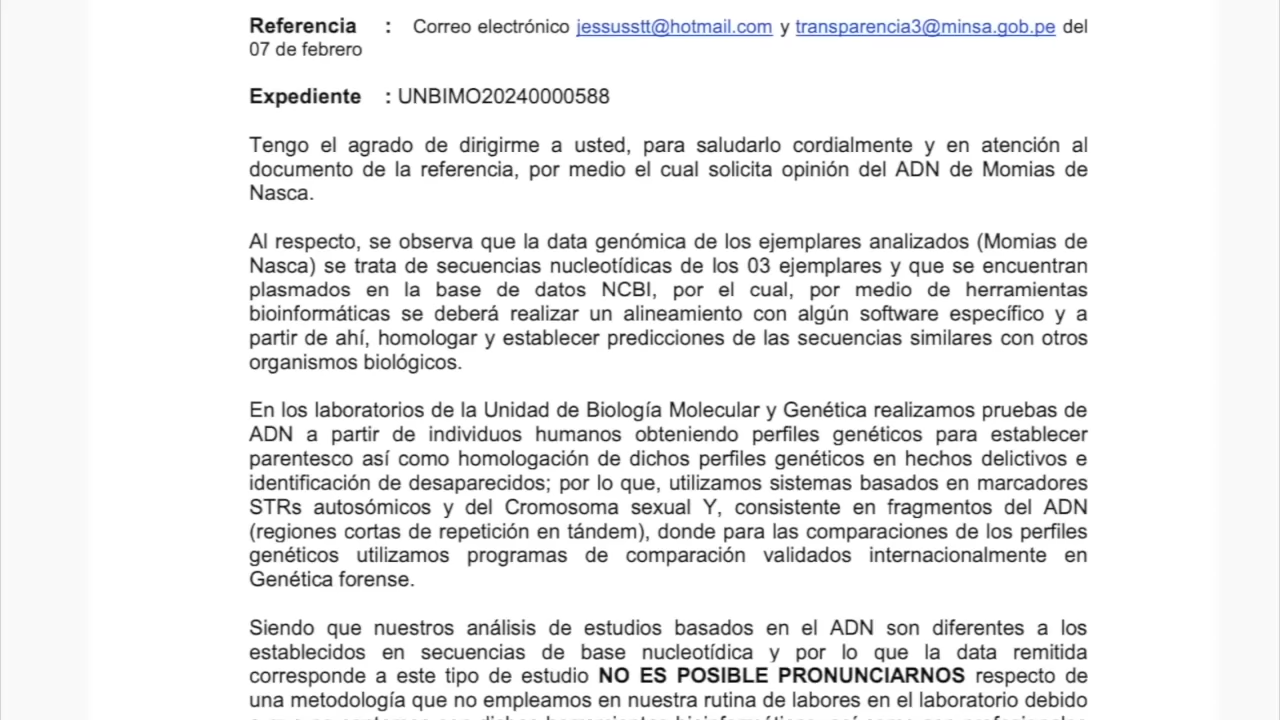 Referencia : Correo electrónico jessusstt@hotmail.com y transparencia3@minsa.gob.pe del
07 de febrero
Expediente : UNBIMO20240000588
Tengo el agrado de dirigirme a usted, para saludarlo cordialmente y en atención al
documento de la referencia, por medio el cual solicita opinión del ADN de Momias de
Nasca.
Al respecto, se observa que la data genómica de los ejemplares analizados (Momias de
Nasca) se trata de secuencias nucleotídicas de los 03 ejemplares y que se encuentran
plasmados en la base de datos NCBI, por el cual, por medio de herramientas
bioinformáticas se deberá realizar un alineamiento con algún software específico y a
partir de ahí, homologar y establecer predicciones de las secuencias similares con otros
organismos biológicos.
En los laboratorios de la Unidad de Biología Molecular y Genética realizamos pruebas de
ADN a partir de individuos humanos obteniendo perfiles genéticos para establecer
parentesco así como homologación de dichos perfiles genéticos en hechos delictivos e
identificación de desaparecidos; por lo que, utilizamos sistemas basados en marcadores
STRs autosómicos y del Cromosoma sexual Y, consistente en fragmentos del ADN
(regiones cortas de repetición en tándem), donde para las comparaciones de los perfiles
genéticos utilizamos programas de comparación validados internacionalmente en
Genética forense.
Siendo que nuestros análisis de estudios basados en el ADN son diferentes a los
establecidos en secuencias de base nucleotídica y por lo que la data remitida
corresponde a este tipo de estudio NO ES POSIBLE PRONUNCIARNOS respecto de
una metodología que no empleamos en nuestra rutina de labores en el laboratorio debido